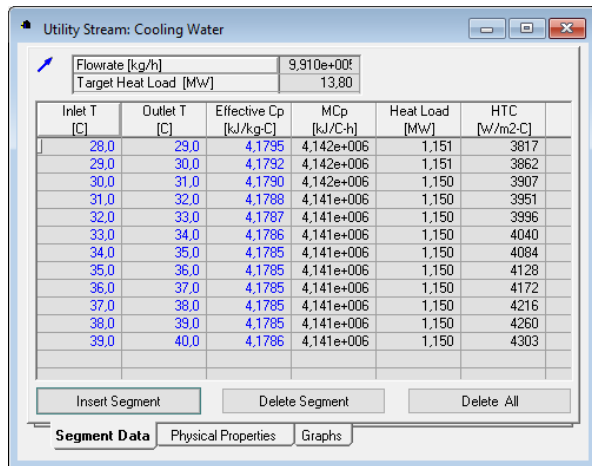 Utility Stream: Cooling Water
Flowrate [kg/h] 9,910e+005
Target Heat Load [MW] 13,80
Inlet T Outlet T Effective Cp MCp Heat Load HTC
[C] [C] [kJ/kg-C] [kJ/C-h] [MW] [W/m2-C]
28,0 29,0 4,1795 4,142e+006 1,151 3817
29,0 30,0 4,1792 4,142e+006 1,151 3862
30,0 31,0 4,1790 4,142e+006 1,150 3907
31,0 32,0 4,1788 4,141e+006 1,150 3951
32,0 33,0 4,1787 4,141e+006 1,150 3996
33,0 34,0 4,1786 4,141e+006 1,150 4040
34,0 35,0 4,1785 4,141e+006 1,150 4084
35,0 36,0 4,1785 4,141e+006 1,150 4128
36,0 37,0 4,1785 4,141e+006 1,150 4172
37,0 38,0 4,1785 4,141e+006 1,150 4216
38,0 39,0 4,1785 4,141e+006 1,150 4260
39,0 40,0 4,1786 4,141e+006 1,150 4303
Insert Segment Delete Segment Delete All
Segment Data Physical Properties Graphs